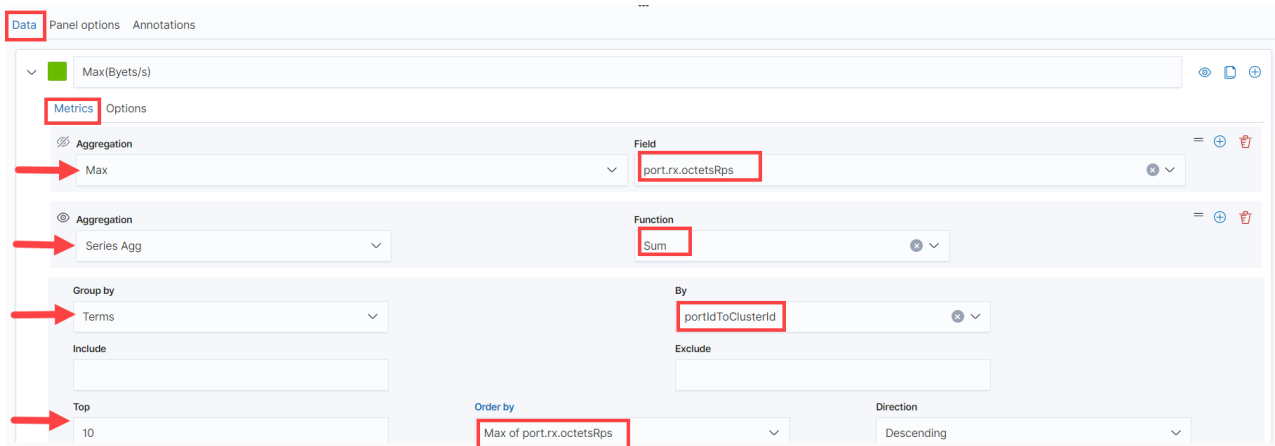 Data Panel options Annotations
Max(Byets/s)
Metrics Options
Aggregation Field
Max port.rx.octetsRps
Aggregation Function
Series Agg Sum
Group by By
Terms portIdToClusterId
Include Exclude
Top Order by Direction
10 Max of port.rx.octetsRps Descending